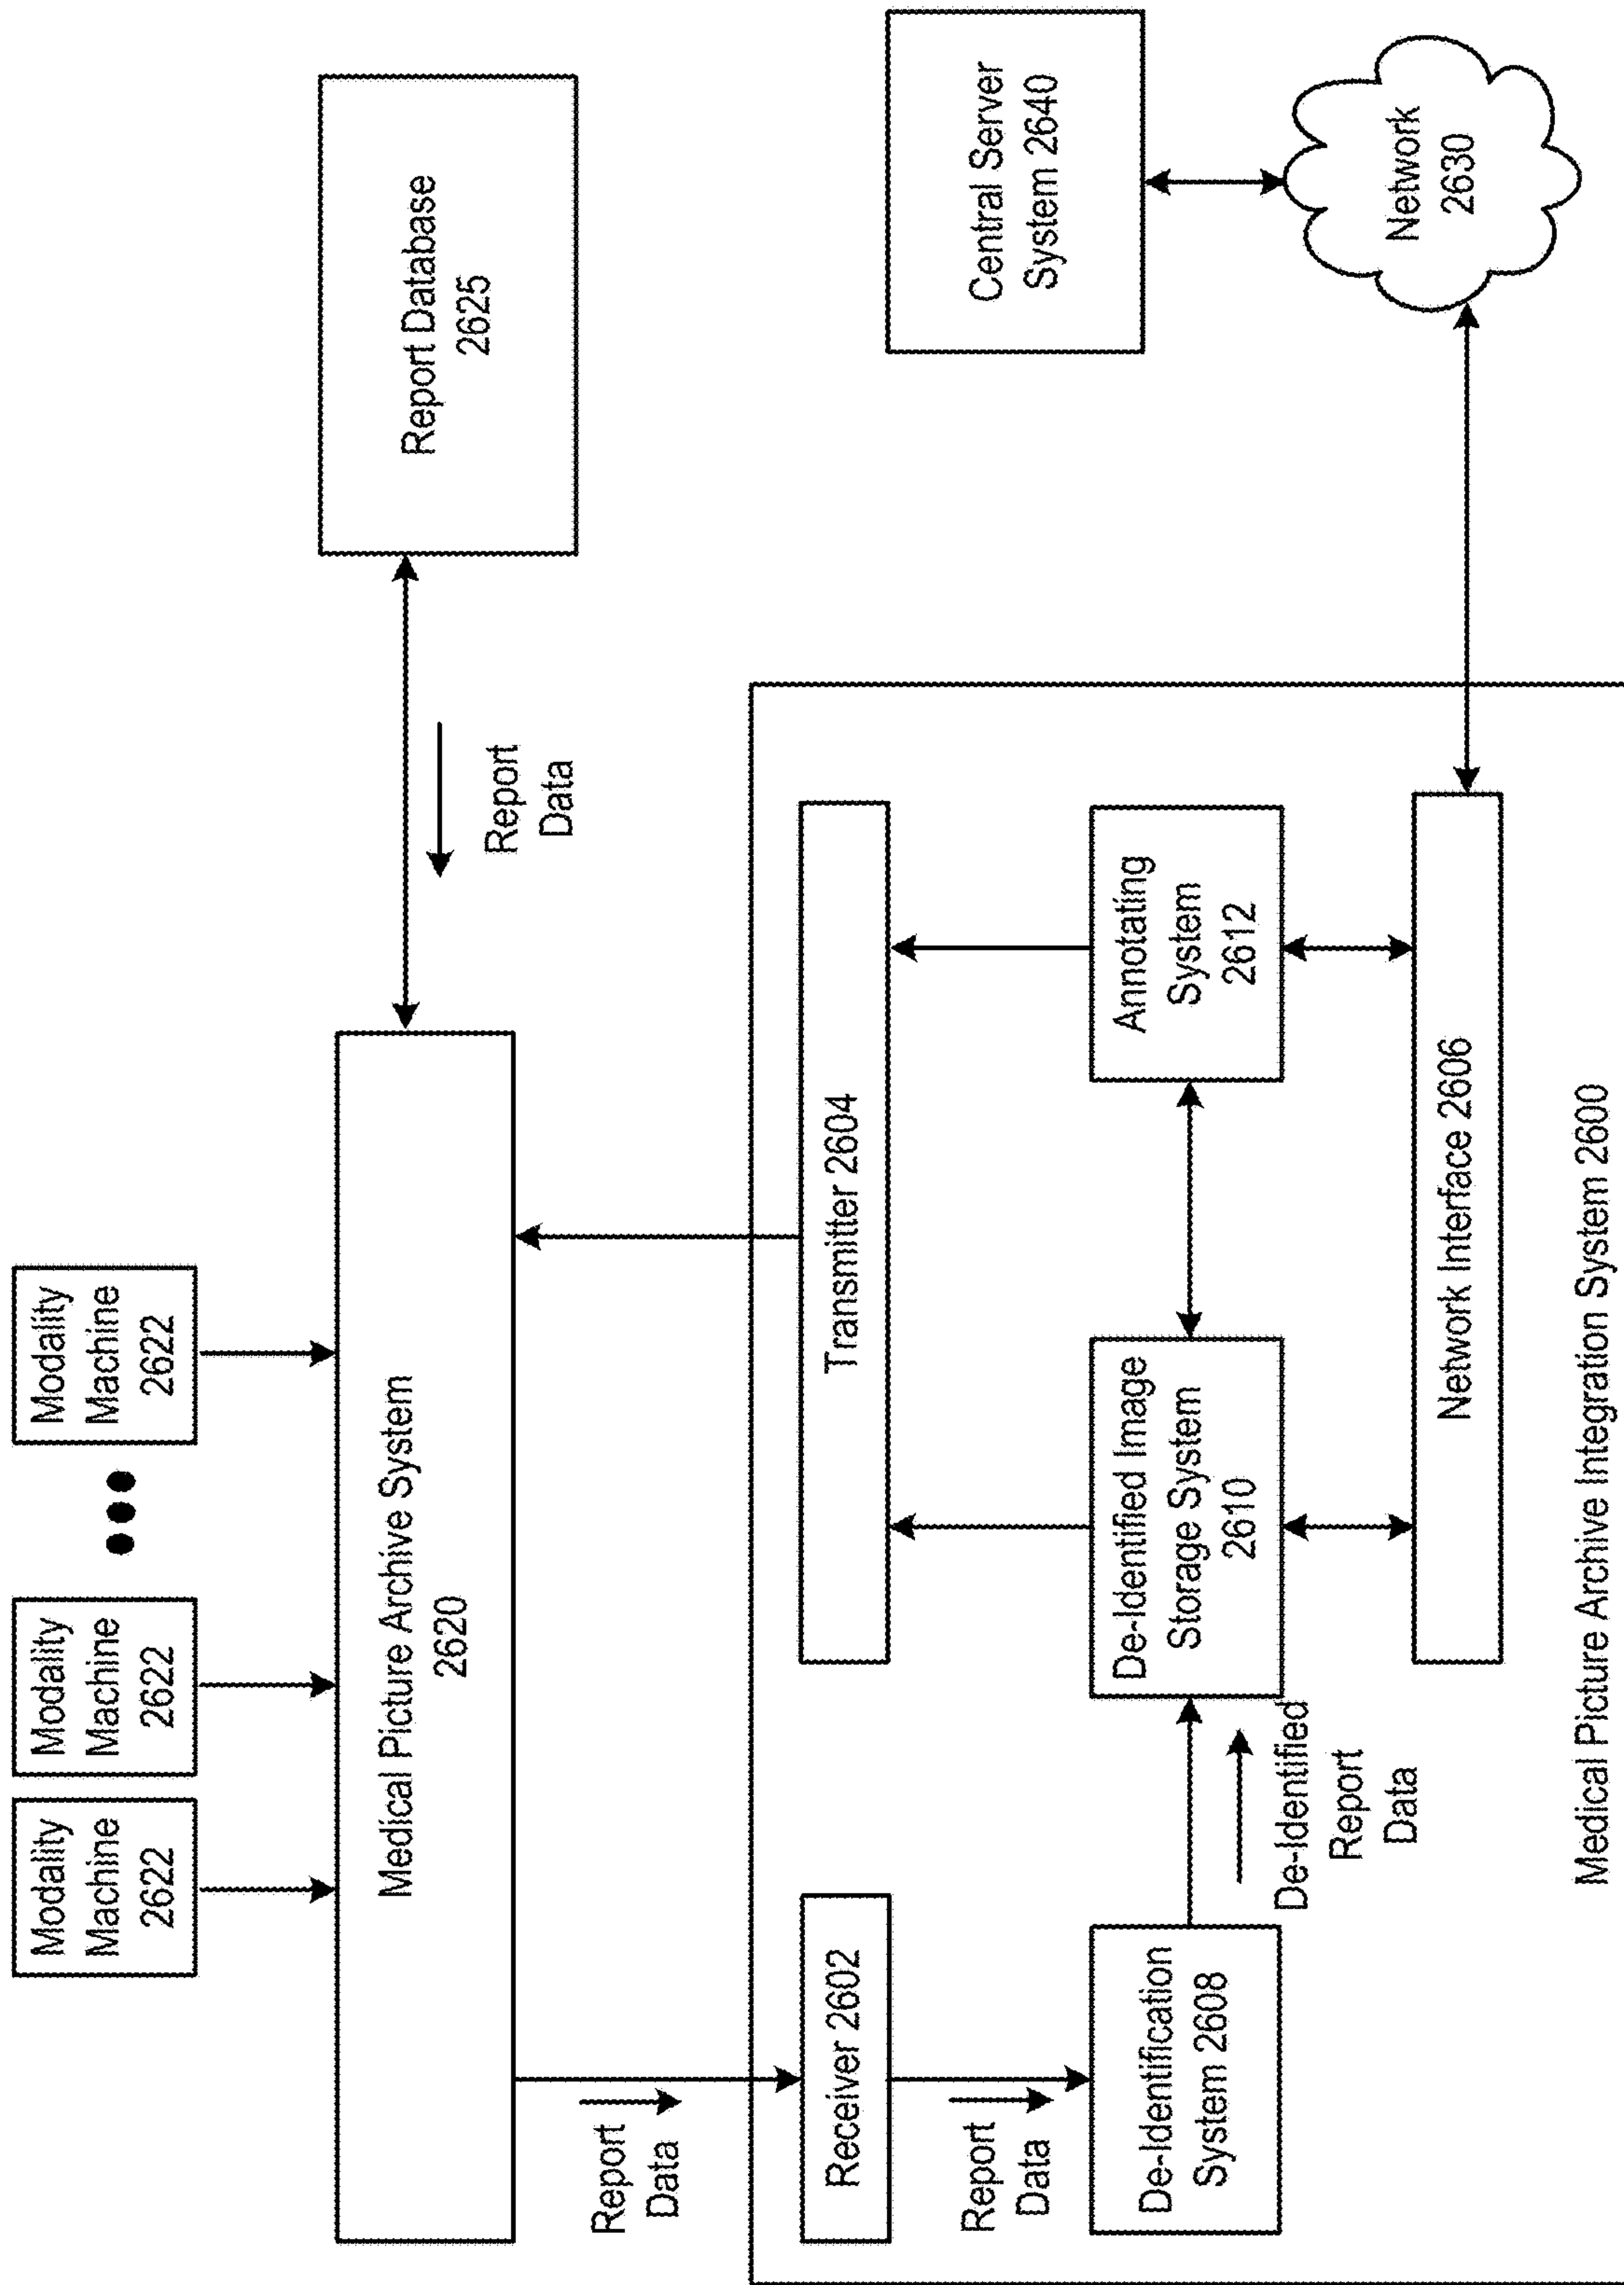 Modality
Machine
2622
Modality
Machine
2622
Modality
Machine
2622
Medical Picture Archive System
2620
Report Database
2625
Report
Data
Report
Data
Receiver 2602
Transmitter 2604
Report
Data
De-Identification
System 2608
De-Identified
Report
Data
De-Identified Image
Storage System
2610
Annotating
System
2612
Network Interface 2606
Medical Picture Archive Integration System 2600
Central Server
System 2640
Network
2630